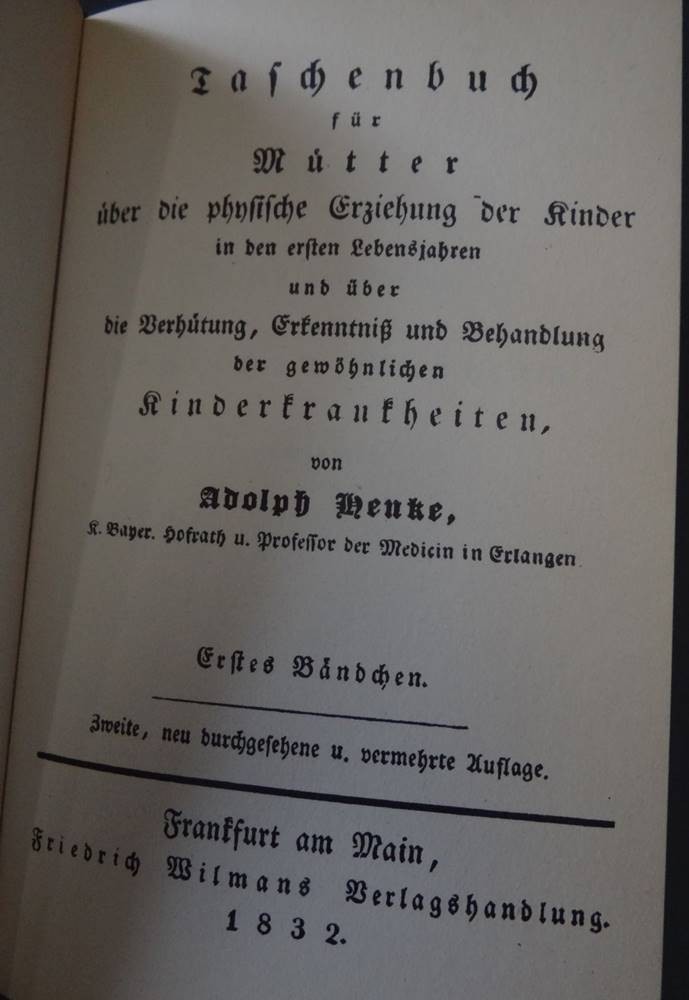 Taschenbuch
für
Mütter
über die physische Erziehung der Kinder
in den ersten Lebensjahren
und über
die Verhütung, Erkenntniß und Behandlung
der gewöhnlichen
Kinderkrankheiten,
von
Adolph Henke,
K. Bayer. Hofrath u. Professor der Medicin in Erlangen
Erstes Bändchen.
Zweite, neu durchgesehene u. vermehrte Auflage.
Frankfurt am Main,
Friedrich Wilmans Verlagshandlung.
1832.